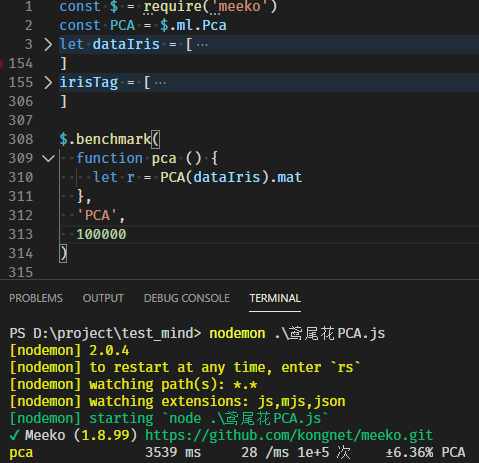 1 const $ = require('meeko')
2 const PCA = $.ml.Pca
3 let dataIris = [ ···
154 ]
155 irisTag = [ ···
306 ]
307
308 $.benchmark(
309 function pca () {
310 let r = PCA(dataIris).mat
311 },
312 'PCA',
313 100000
314 )
315
PROBLEMS OUTPUT DEBUG CONSOLE TERMINAL
PS D:\project\test_mind> nodemon .\鸢尾花PCA.js
[nodemon] 2.0.4
[nodemon] to restart at any time, enter `rs`
[nodemon] watching path(s): *.*
[nodemon] watching extensions: js,mjs,json
[nodemon] starting `node .\鸢尾花PCA.js`
✓ Meeko (1.8.99) https://github.com/kongnet/meeko.git
pca 3539 ms 28 /ms 1e+5 次 ±6.36% PCA